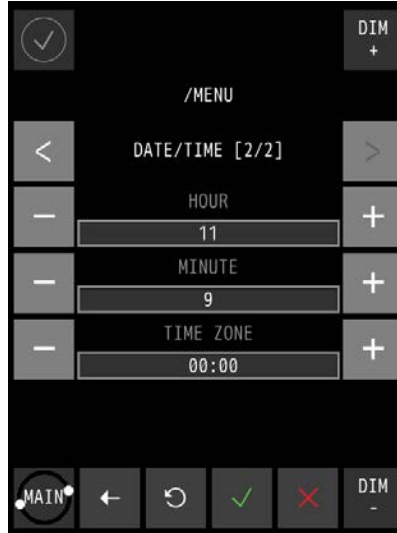 DIM
+
/MENU
< DATE/TIME [2/2] >
HOUR
− 11 +
MINUTE
− 9 +
TIME ZONE
− 00:00 +
MAIN
DIM
-